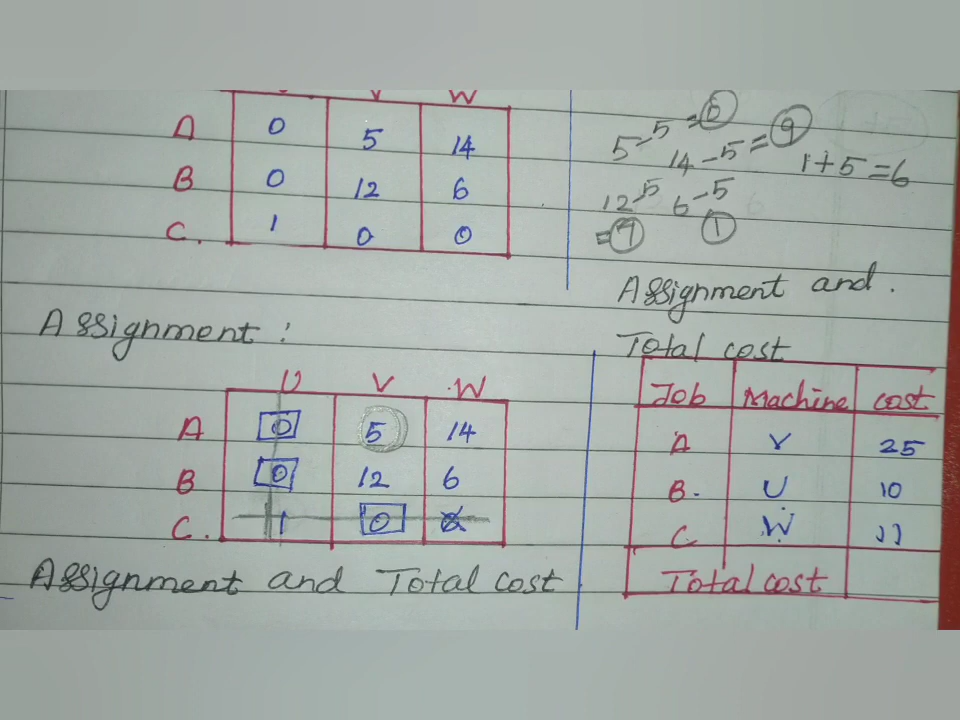 U V W
A 0 5 14
B 0 12 6
C. 1 0 0
5-5=0
14-5=9
1+5=6
12-5 6-5
=7 1
Assignment and.
Total cost
Assignment :
U V W
A 0 5 14
B 0 12 6
C. 1 0 0
Assignment and Total cost
Job Machine cost
A V 25
B. U 10
C W 11
Total cost